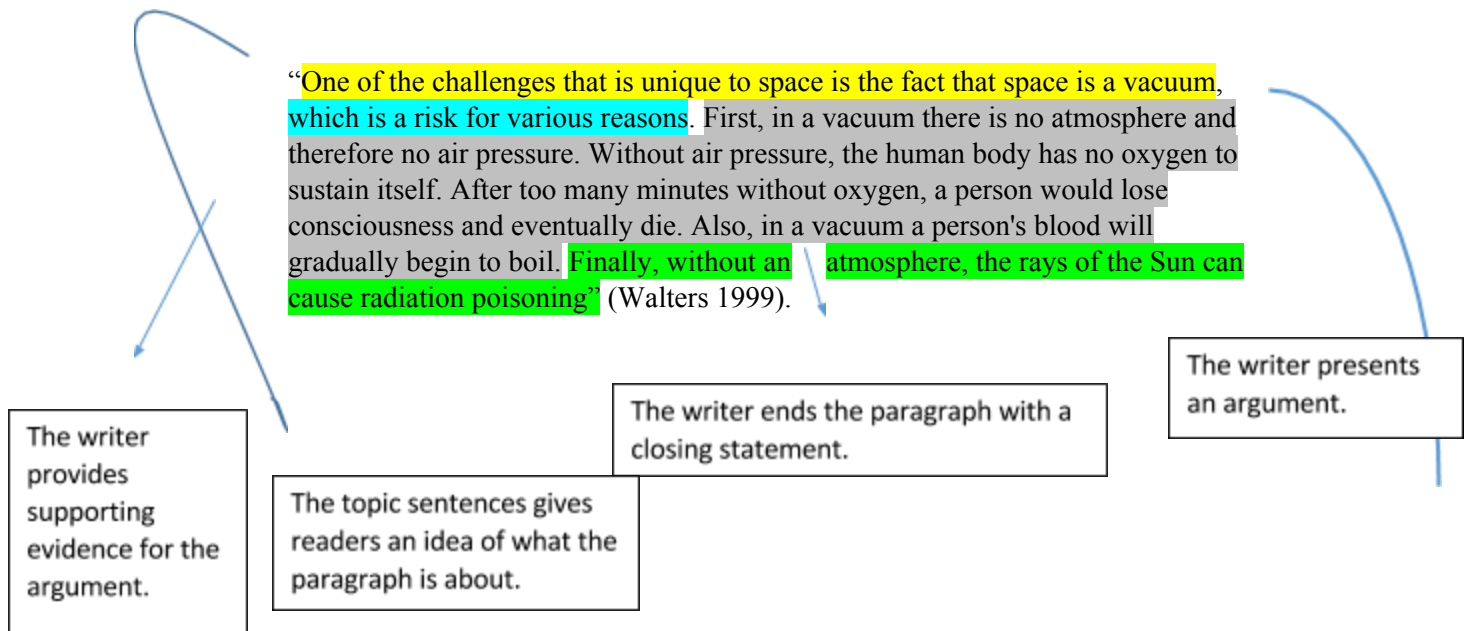 “One of the challenges that is unique to space is the fact that space is a vacuum,
which is a risk for various reasons. First, in a vacuum there is no atmosphere and
therefore no air pressure. Without air pressure, the human body has no oxygen to
sustain itself. After too many minutes without oxygen, a person would lose
consciousness and eventually die. Also, in a vacuum a person's blood will
gradually begin to boil. Finally, without an atmosphere, the rays of the Sun can
cause radiation poisoning” (Walters 1999).
The writer
provides
supporting
evidence for the
argument.
The topic sentences gives
readers an idea of what the
paragraph is about.
The writer ends the paragraph with a
closing statement.
The writer presents
an argument.